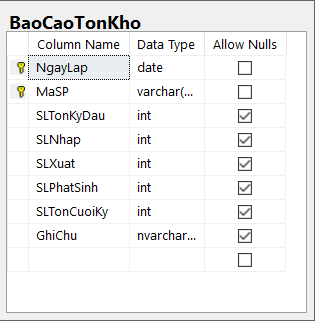 BaoCaoTonKho
Column Name Data Type Allow Nulls
NgayLap date
MaSP varchar(...
SLTonKyDau int
SLNhap int
SLXuat int
SLPhatSinh int
SLTonCuoiKy int
GhiChu nvarchar...